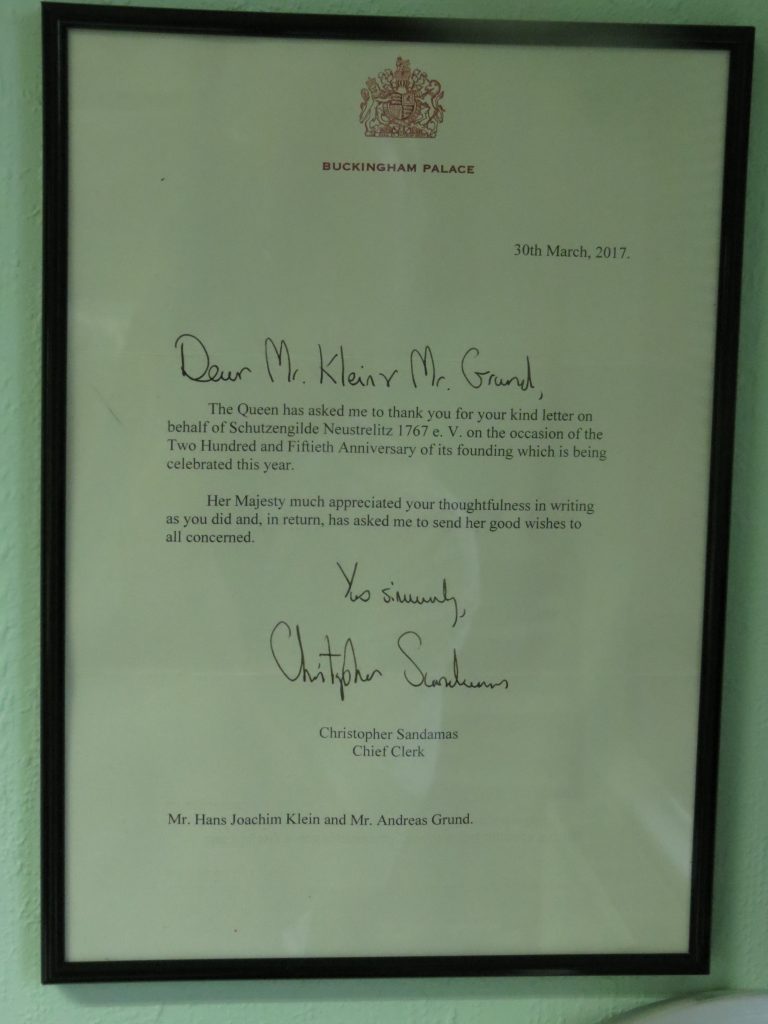 BUCKINGHAM PALACE
30th March, 2017.
Dear Mr. Klein & Mr. Grund,
The Queen has asked me to thank you for your kind letter on
behalf of Schutzengilde Neustrelitz 1767 e. V. on the occasion of the
Two Hundred and Fiftieth Anniversary of its founding which is being
celebrated this year.
Her Majesty much appreciated your thoughtfulness in writing
as you did and, in return, has asked me to send her good wishes to
all concerned.
Yrs sincerely,
Christopher Sandamas
Christopher Sandamas
Chief Clerk
Mr. Hans Joachim Klein and Mr. Andreas Grund.